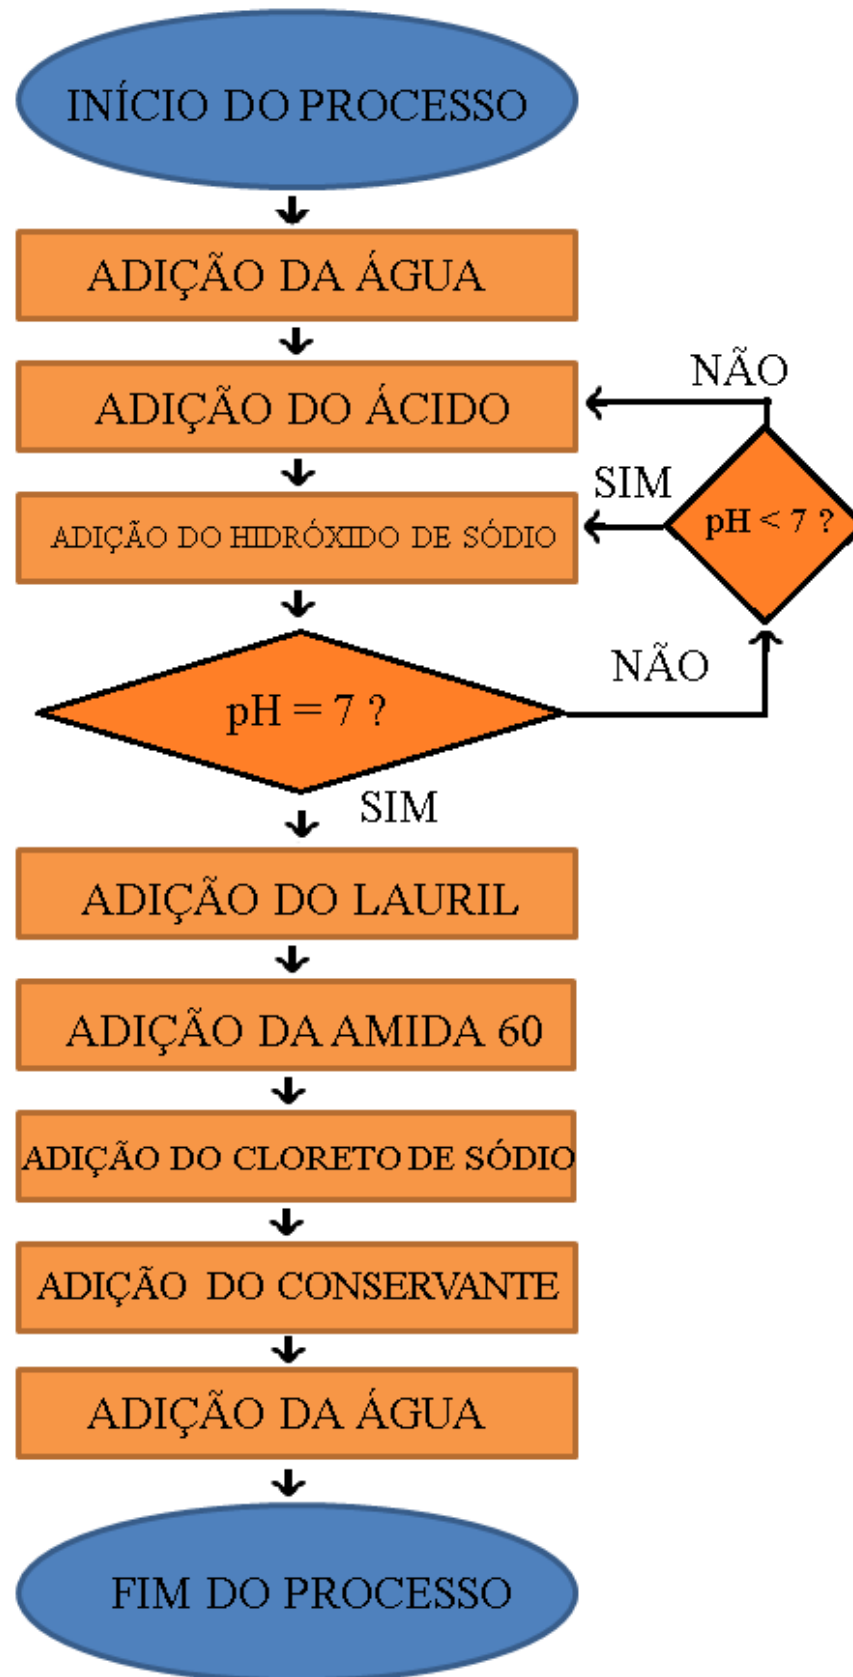 INÍCIO DO PROCESSO
ADIÇÃO DA ÁGUA
ADIÇÃO DO ÁCIDO
NÃO
SIM
pH < 7 ?
ADIÇÃO DO HIDRÓXIDO DE SÓDIO
NÃO
pH = 7 ?
SIM
ADIÇÃO DO LAURIL
ADIÇÃO DA AMIDA 60
ADIÇÃO DO CLORETO DE SÓDIO
ADIÇÃO DO CONSERVANTE
ADIÇÃO DA ÁGUA
FIM DO PROCESSO